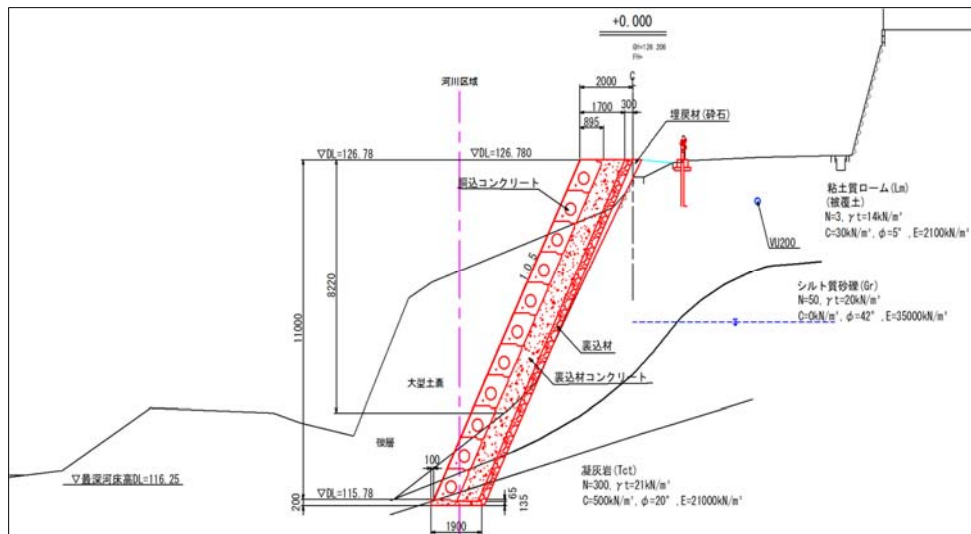 +0.000
GH=126.206
FH=
C
2000
1700
300
895
河川区域
埋戻材(砕石)
▽DL=126.78
▽DL=126.780
胴込コンクリート
粘土質ローム(Lm)
(被覆土)
N=3, γt=14kN/m³
C=30kN/m², φ=5°, E=2100kN/m²
VU200
1:0.5
8220
11000
シルト質砂礫(Gr)
N=50, γt=20kN/m³
C=0kN/m², φ=42°, E=35000kN/m²
裏込材
裏込材コンクリート
大型土嚢
100
▽最深河床高DL=116.25
凝灰岩(Tct)
N=300, γt=21kN/m³
C=500kN/m², φ=20°, E=21000kN/m²
▽DL=115.78
200
65
135
1900